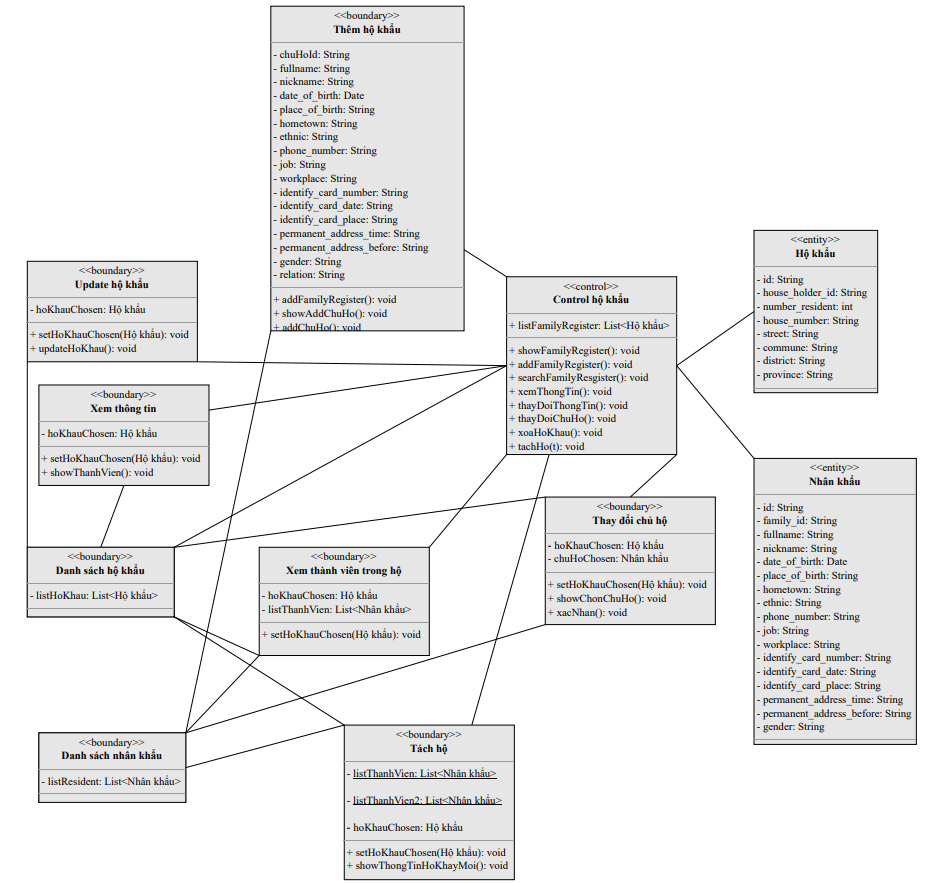 <<boundary>>
Thêm hộ khẩu
- chuHoId: String
- fullname: String
- nickname: String
- date_of_birth: Date
- place_of_birth: String
- hometown: String
- ethnic: String
- phone_number: String
- job: String
- workplace: String
- identify_card_number: String
- identify_card_date: String
- identify_card_place: String
- permanent_address_time: String
- permanent_address_before: String
- gender: String
- relation: String
+ addFamilyRegister(): void
+ showAddChuHo(): void
+ addChuHo(): void
<<boundary>>
Update hộ khẩu
- hoKhauChosen: Hộ khẩu
+ setHoKhauChosen(Hộ khẩu): void
+ updateHoKhau(): void
<<control>>
Control hộ khẩu
+ listFamilyRegister: List<Hộ khẩu>
+ showFamilyRegister(): void
+ addFamilyRegister(): void
+ searchFamilyResgister(): void
+ xemThongTin(): void
+ thayDoiThongTin(): void
+ thayDoiChuHo(): void
+ xoaHoKhau(): void
+ tachHo(t): void
<<entity>>
Hộ khẩu
- id: String
- house_holder_id: String
- number_resident: int
- house_number: String
- street: String
- commune: String
- district: String
- province: String
<<boundary>>
Xem thông tin
- hoKhauChosen: Hộ khẩu
+ setHoKhauChosen(Hộ khẩu): void
+ showThanhVien(): void
<<entity>>
Nhân khẩu
- id: String
- family_id: String
- fullname: String
- nickname: String
- date_of_birth: Date
- place_of_birth: String
- hometown: String
- ethnic: String
- phone_number: String
- job: String
- workplace: String
- identify_card_number: String
- identify_card_date: String
- identify_card_place: String
- permanent_address_time: String
- permanent_address_before: String
- gender: String
<<boundary>>
Thay đổi chủ hộ
- hoKhauChosen: Hộ khẩu
- chuHoChosen: Nhân khẩu
+ setHoKhauChosen(Hộ khẩu): void
+ showChonChuHo(): void
+ xacNhan(): void
<<boundary>>
Danh sách hộ khẩu
- listHoKhau: List<Hộ khẩu>
<<boundary>>
Xem thành viên trong hộ
- hoKhauChosen: Hộ khẩu
- listThanhVien: List<Nhân khẩu>
+ setHoKhauChosen(Hộ khẩu): void
<<boundary>>
Danh sách nhân khẩu
- listResident: List<Nhân khẩu>
<<boundary>>
Tách hộ
- listThanhVien: List<Nhân khẩu>
- listThanhVien2: List<Nhân khẩu>
- hoKhauChosen: Hộ khẩu
+ setHoKhauChosen(Hộ khẩu): void
+ showThongTinHoKhayMoi(): void